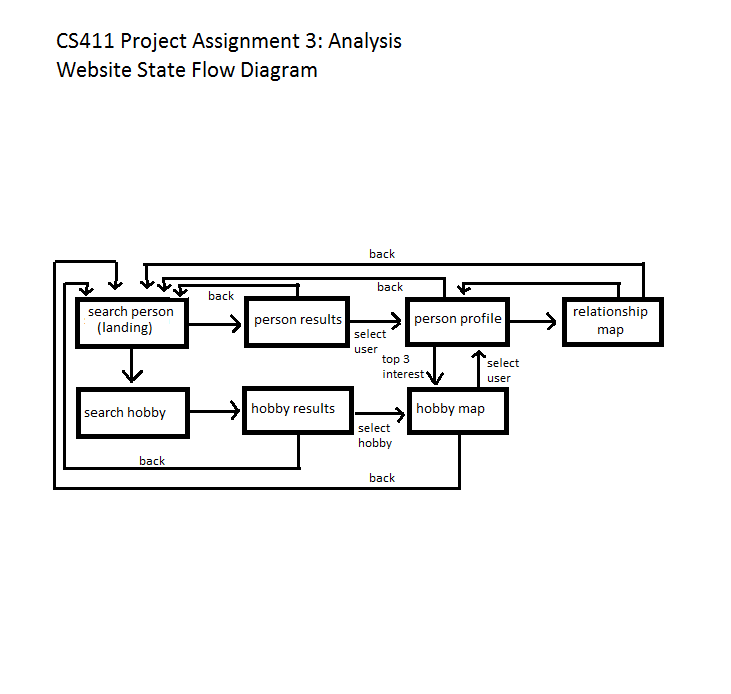 CS411 Project Assignment 3: Analysis
Website State Flow Diagram
back
back
back
search person
(landing)
person results
select
user
person profile
relationship
map
top 3
interest
select
user
search hobby
hobby results
select
hobby
hobby map
back
back